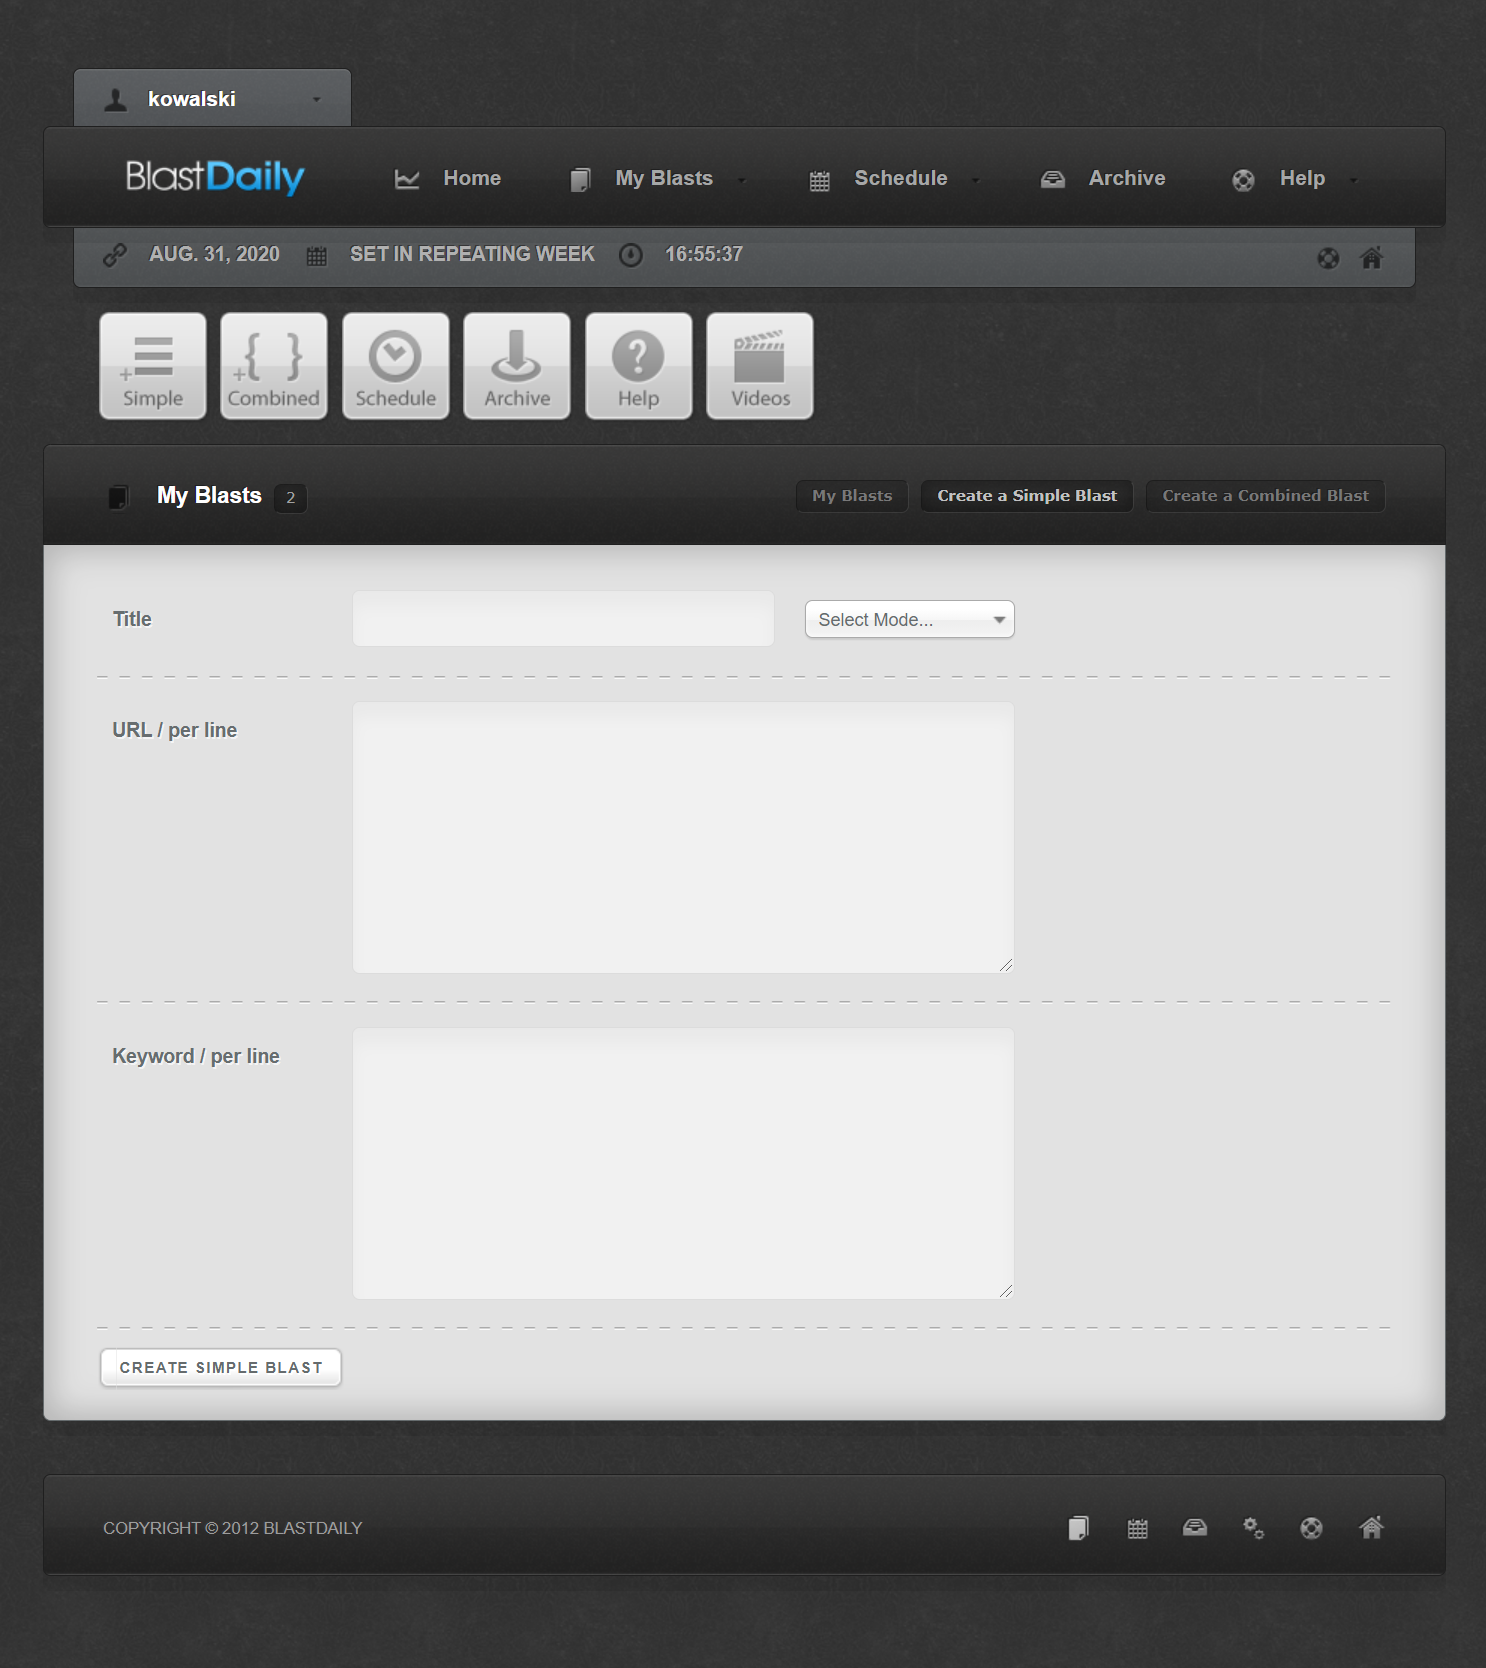 kowalski
BlastDaily Home My Blasts Schedule Archive Help
AUG. 31, 2020 SET IN REPEATING WEEK 16:55:37
Simple Combined Schedule Archive Help Videos
My Blasts 2 My Blasts Create a Simple Blast Create a Combined Blast
Title Select Mode...
URL / per line
Keyword / per line
CREATE SIMPLE BLAST
COPYRIGHT © 2012 BLASTDAILY